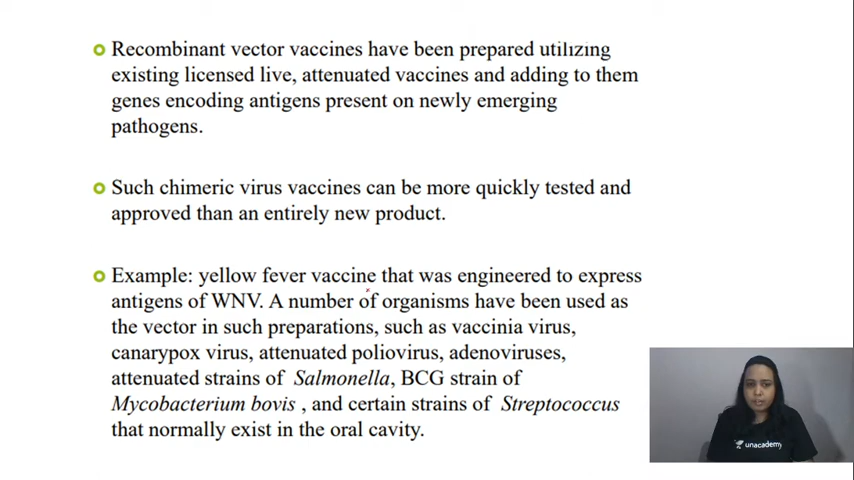 Recombinant vector vaccines have been prepared utilizing
existing licensed live, attenuated vaccines and adding to them
genes encoding antigens present on newly emerging
pathogens.
Such chimeric virus vaccines can be more quickly tested and
approved than an entirely new product.
Example: yellow fever vaccine that was engineered to express
antigens of WNV. A number of organisms have been used as
the vector in such preparations, such as vaccinia virus,
canarypox virus, attenuated poliovirus, adenoviruses,
attenuated strains of Salmonella, BCG strain of
Mycobacterium bovis , and certain strains of Streptococcus
that normally exist in the oral cavity.
unacademy